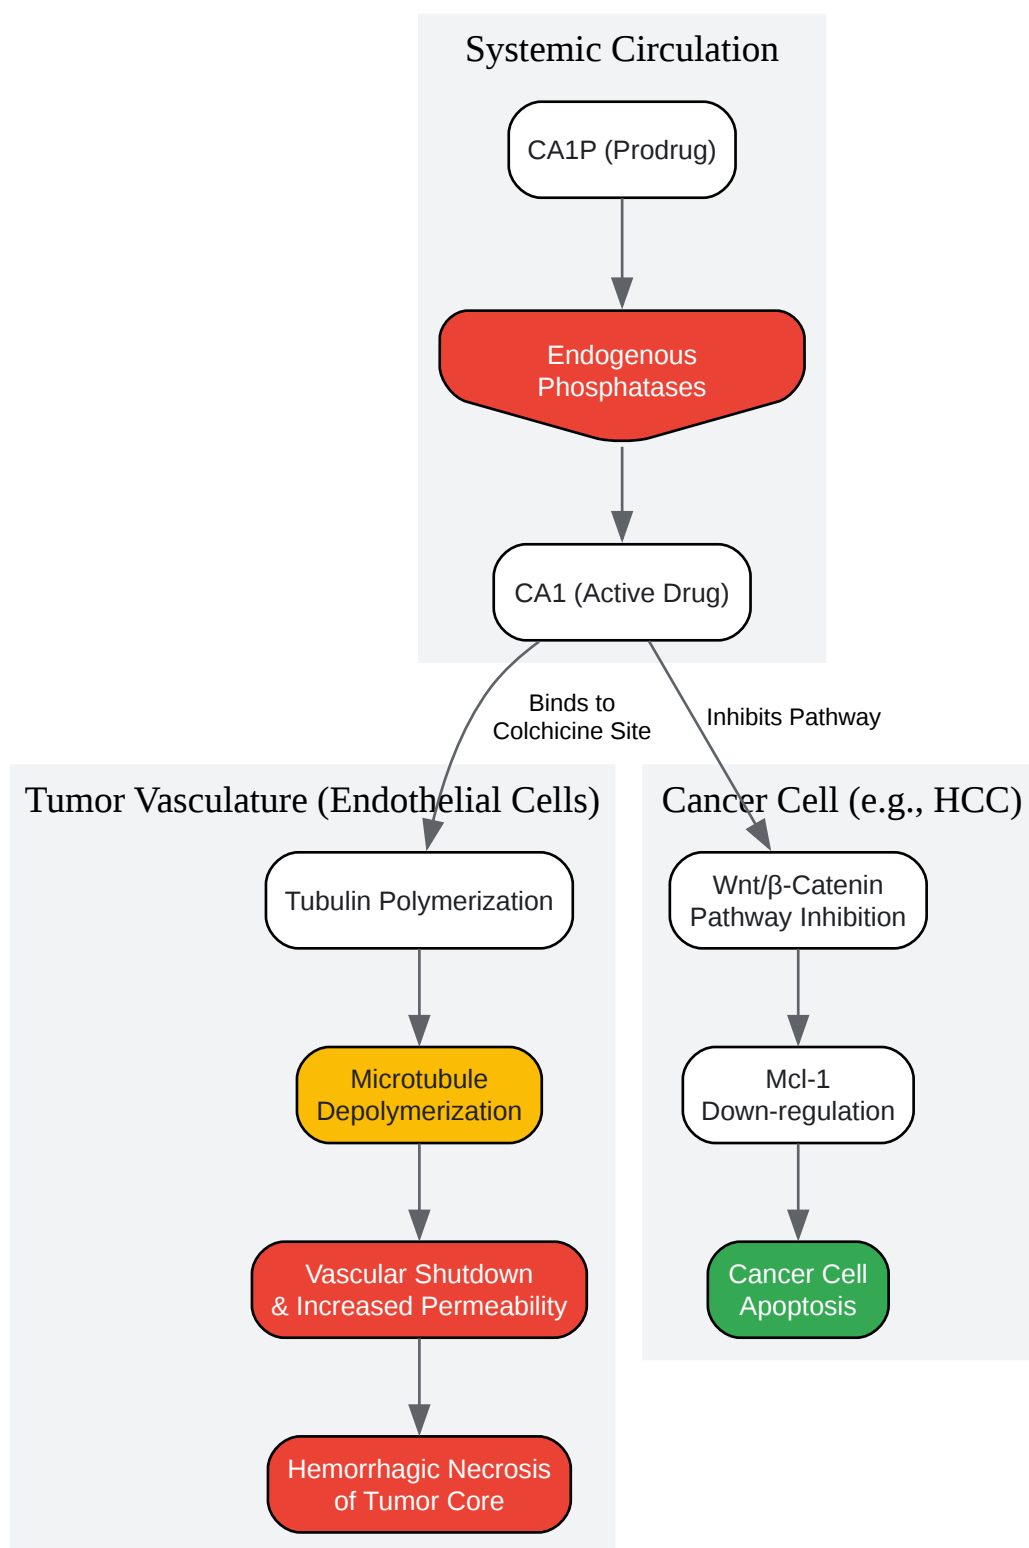 Systemic Circulation
CA1P (Prodrug)
Endogenous
Phosphatases
CA1 (Active Drug)
Binds to
Colchicine Site
Inhibits Pathway
Tumor Vasculature (Endothelial Cells)
Tubulin Polymerization
Microtubule
Depolymerization
Vascular Shutdown
& Increased Permeability
Hemorrhagic Necrosis
of Tumor Core
Cancer Cell (e.g., HCC)
Wnt/β-Catenin
Pathway Inhibition
Mcl-1
Down-regulation
Cancer Cell
Apoptosis